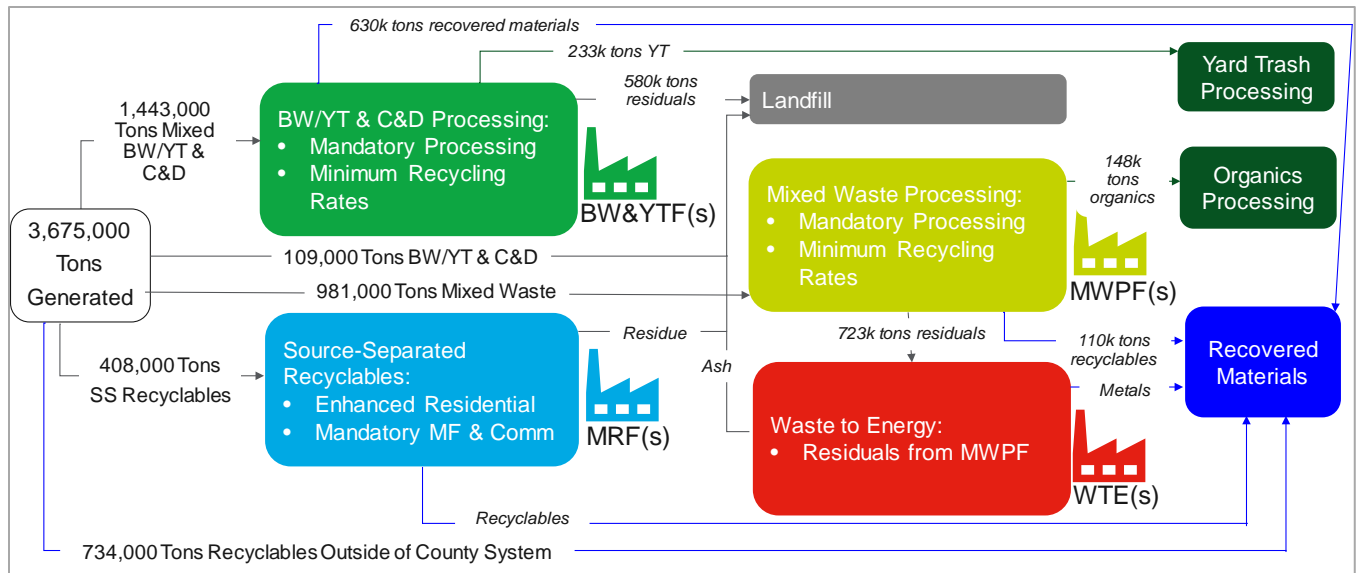 630k tons recovered materials
233k tons YT
580k tons
residuals
1,443,000
Tons Mixed
BW/YT &
C&D
BW/YT & C&D Processing:
• Mandatory Processing
• Minimum Recycling
Rates
BW&YTF(s)
Landfill
Yard Trash
Processing
Mixed Waste Processing:
• Mandatory Processing
• Minimum Recycling
Rates
MWPF(s)
148k
tons
organics
Organics
Processing
3,675,000
Tons
Generated
109,000 Tons BW/YT & C&D
981,000 Tons Mixed Waste
408,000 Tons
SS Recyclables
Source-Separated
Recyclables:
• Enhanced Residential
• Mandatory MF & Comm
MRF(s)
Residue
Ash
723k tons residuals
110k tons
recyclables
Metals
Recovered
Materials
Waste to Energy:
• Residuals from MWPF
WTE(s)
Recyclables
734,000 Tons Recyclables Outside of County System